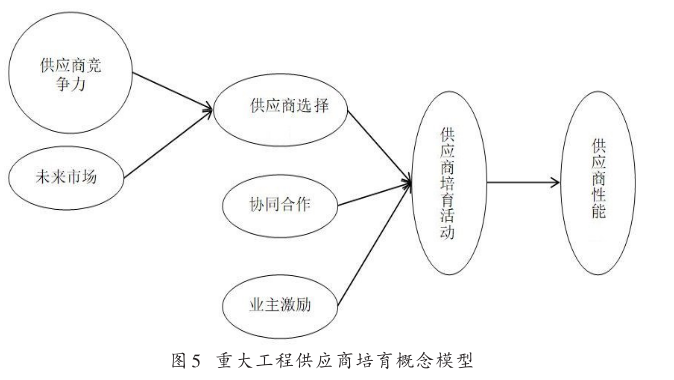 供应商竞
争力
未来市场
供应商选择
协同合作
业主激励
供应商培育活动
供应商性能
图5 重大工程供应商培育概念模型